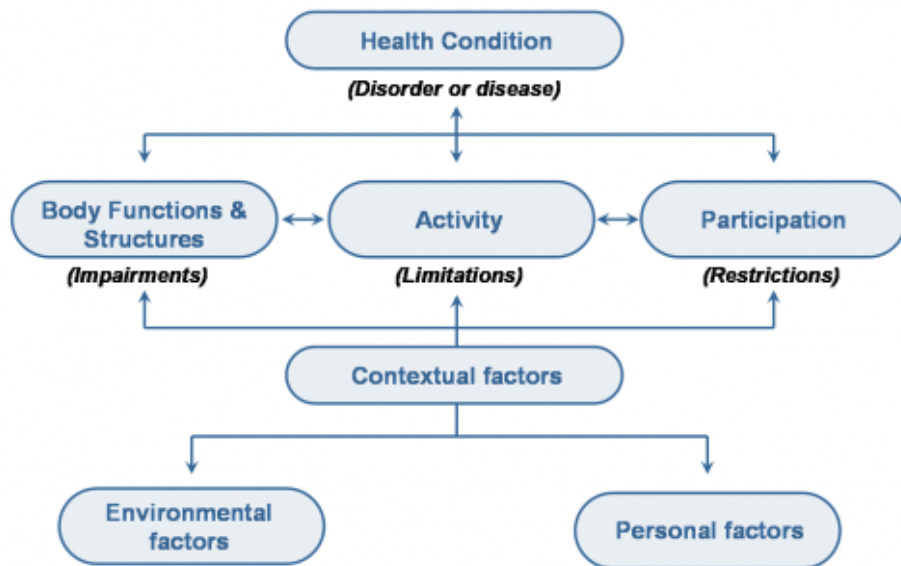 Health Condition
(Disorder or disease)
Body Functions &
Structures
Activity
Participation
(Impairments)
(Limitations)
(Restrictions)
Contextual factors
Environmental
factors
Personal factors